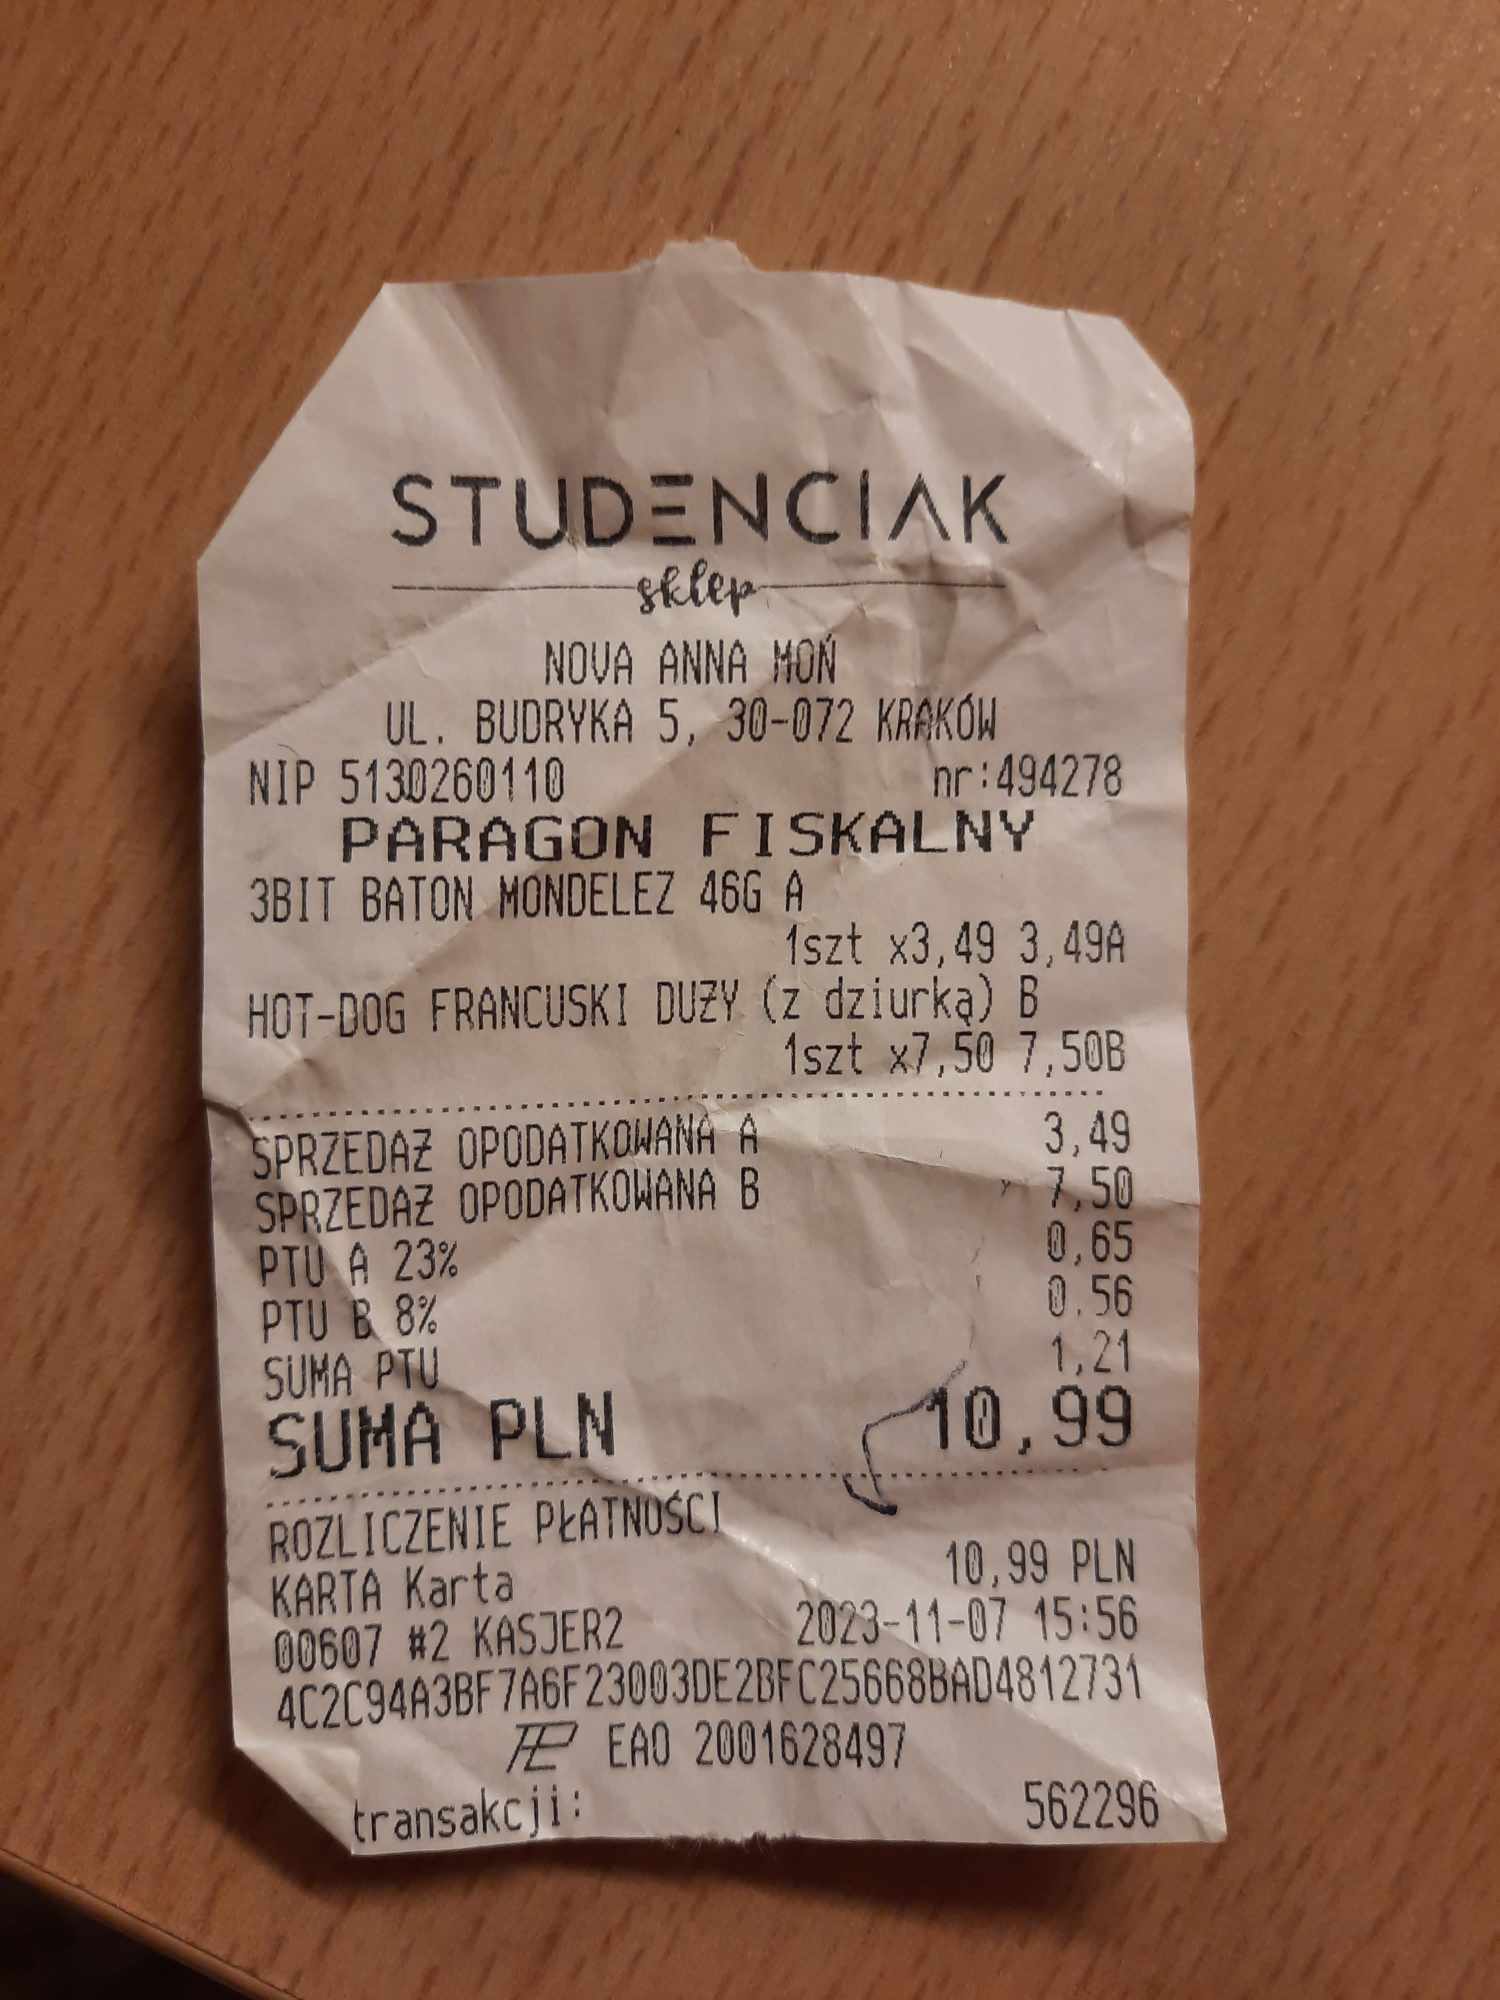 STUDENCIAK
sklep
NOVA ANNA MOŃ
UL. BUDRYKA 5, 30-072 KRAKÓW
NIP 5130260110 nr:494278
PARAGON FISKALNY
3BIT BATON MONDELEZ 46G A
1szt x3,49 3,49A
HOT-DOG FRANCUSKI DUŻY (z dziurką) B
1szt x7,50 7,50B
SPRZEDAŻ OPODATKOWANA A 3,49
SPRZEDAŻ OPODATKOWANA B 7,50
PTU A 23% 0,65
PTU B 8% 0.56
SUMA PTU 1,21
SUMA PLN 10,99
ROZLICZENIE PŁATNOŚCI
KARTA Karta 10,99 PLN
00607 #2 KASJER2 2023-11-07 15:56
4C2C94A3BF7A6F23003DE2BFC25668BAD4812731
EAO 2001628497
transakcji: 562296